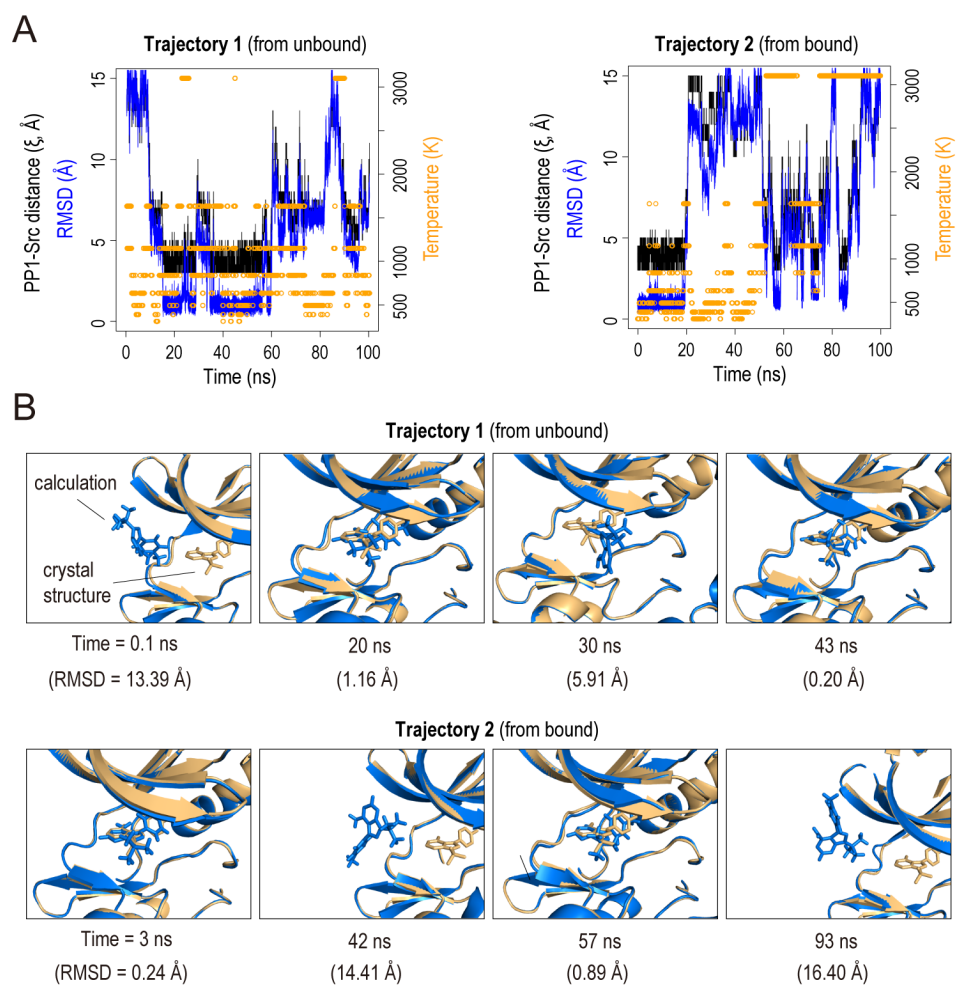 A
Trajectory 1 (from unbound)
PP1-Src distance (ξ, Å)
RMSD (Å)
15
10
5
0
3000
2000
1000
500
Temperature (K)
0 20 40 60 80 100
Time (ns)
Trajectory 2 (from bound)
PP1-Src distance (ξ, Å)
RMSD (Å)
15
10
5
0
3000
2000
1000
500
Temperature (K)
0 20 40 60 80 100
Time (ns)
B
Trajectory 1 (from unbound)
calculation
crystal
structure
Time = 0.1 ns 20 ns 30 ns 43 ns
(RMSD = 13.39 Å) (1.16 Å) (5.91 Å) (0.20 Å)
Trajectory 2 (from bound)
Time = 3 ns 42 ns 57 ns 93 ns
(RMSD = 0.24 Å) (14.41 Å) (0.89 Å) (16.40 Å)